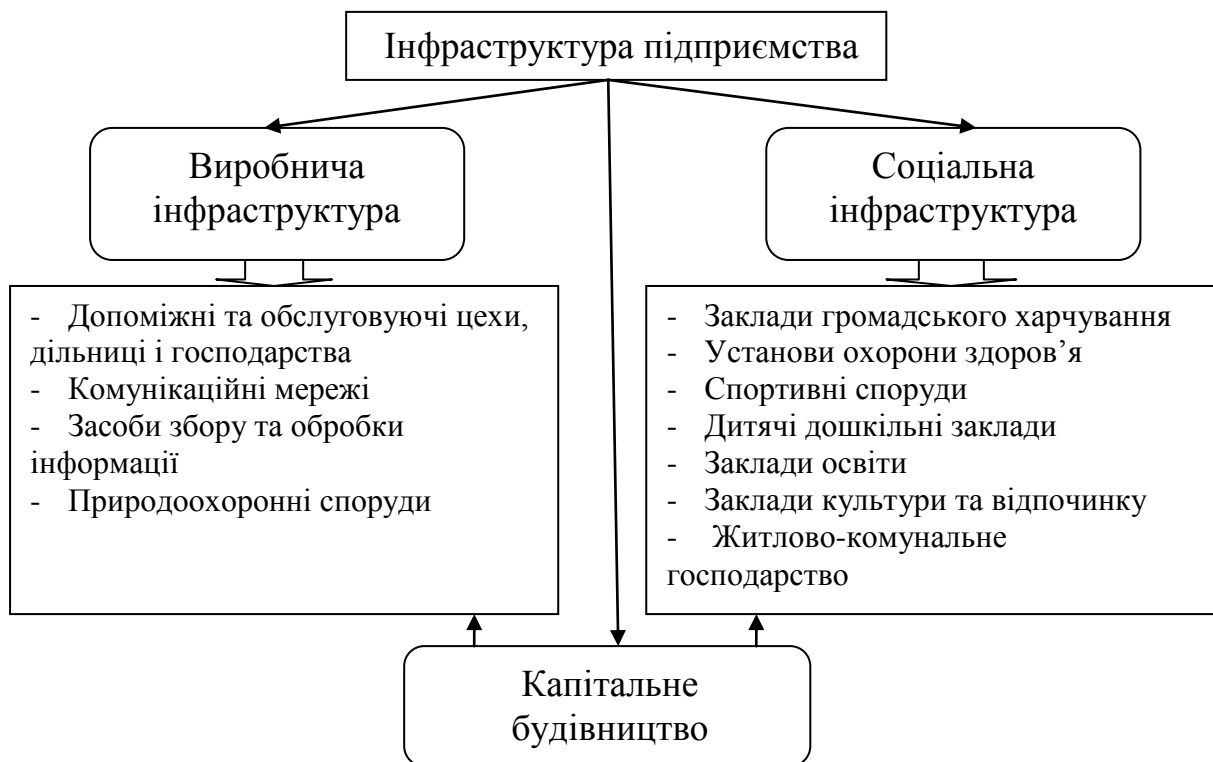 Інфраструктура підприємства
Виробнича
інфраструктура
Соціальна
інфраструктура
- Допоміжні та обслуговуючі цехи,
дільниці і господарства
- Комунікаційні мережі
- Засоби збору та обробки
інформації
- Природоохоронні споруди
- Заклади громадського харчування
- Установи охорони здоров’я
- Спортивні споруди
- Дитячі дошкільні заклади
- Заклади освіти
- Заклади культури та відпочинку
- Житлово-комунальне
господарство
Капітальне
будівництво